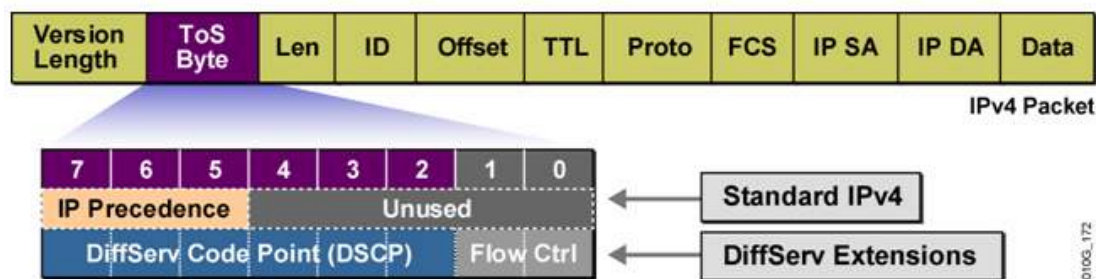 Version Length ToS Byte Len ID Offset TTL Proto FCS IP SA IP DA Data
IPv4 Packet
7 6 5 4 3 2 1 0
IP Precedence Unused Standard IPv4
DiffServ Code Point (DSCP) Flow Ctrl DiffServ Extensions
010G_172